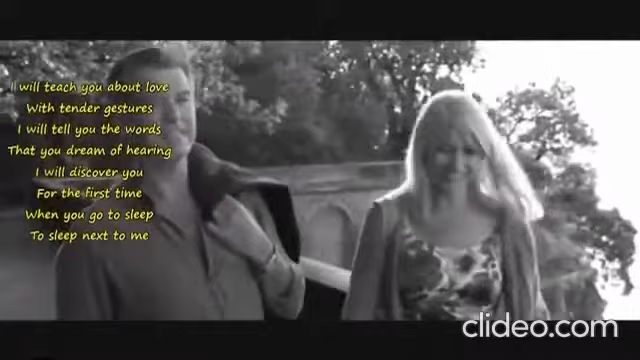 I will teach you about love
With tender gestures
I will tell you the words
That you dream of hearing
I will discover you
For the first time
When you go to sleep
To sleep next to me
clideo.com